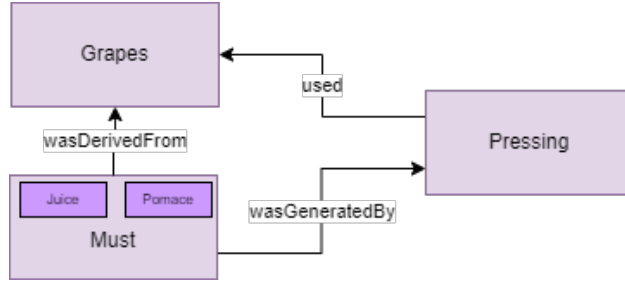 Grapes
used
Pressing
wasDerivedFrom
Juice
Pomace
wasGeneratedBy
Must